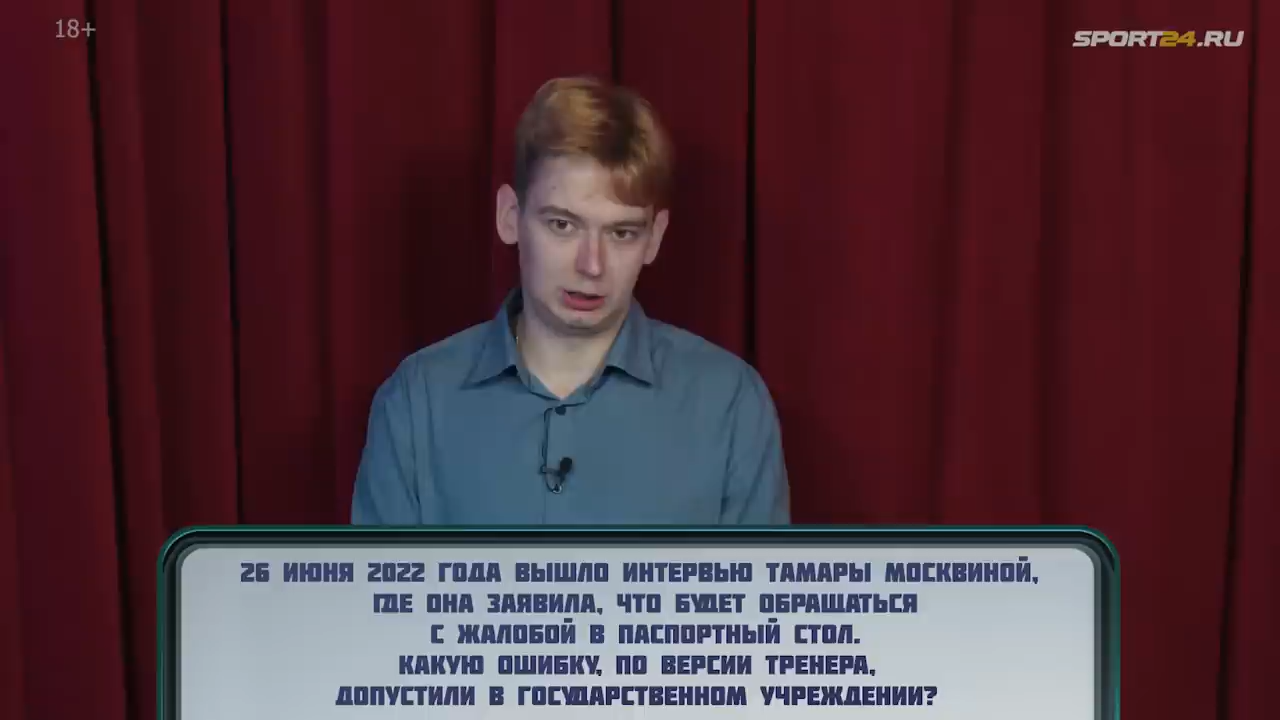 18+
SPORT24.RU
26 ИЮНЯ 2022 ГОДА ВЫШЛО ИНТЕРВЬЮ ТАМАРЫ МОСКВИНОЙ,
ГДЕ ОНА ЗАЯВИЛА, ЧТО БУДЕТ ОБРАЩАТЬСЯ
С ЖАЛОБОЙ В ПАСПОРТНЫЙ СТОЛ.
КАКУЮ ОШИБКУ, ПО ВЕРСИИ ТРЕНЕРА,
ДОПУСТИЛИ В ГОСУДАРСТВЕННОМ УЧРЕЖДЕНИИ?